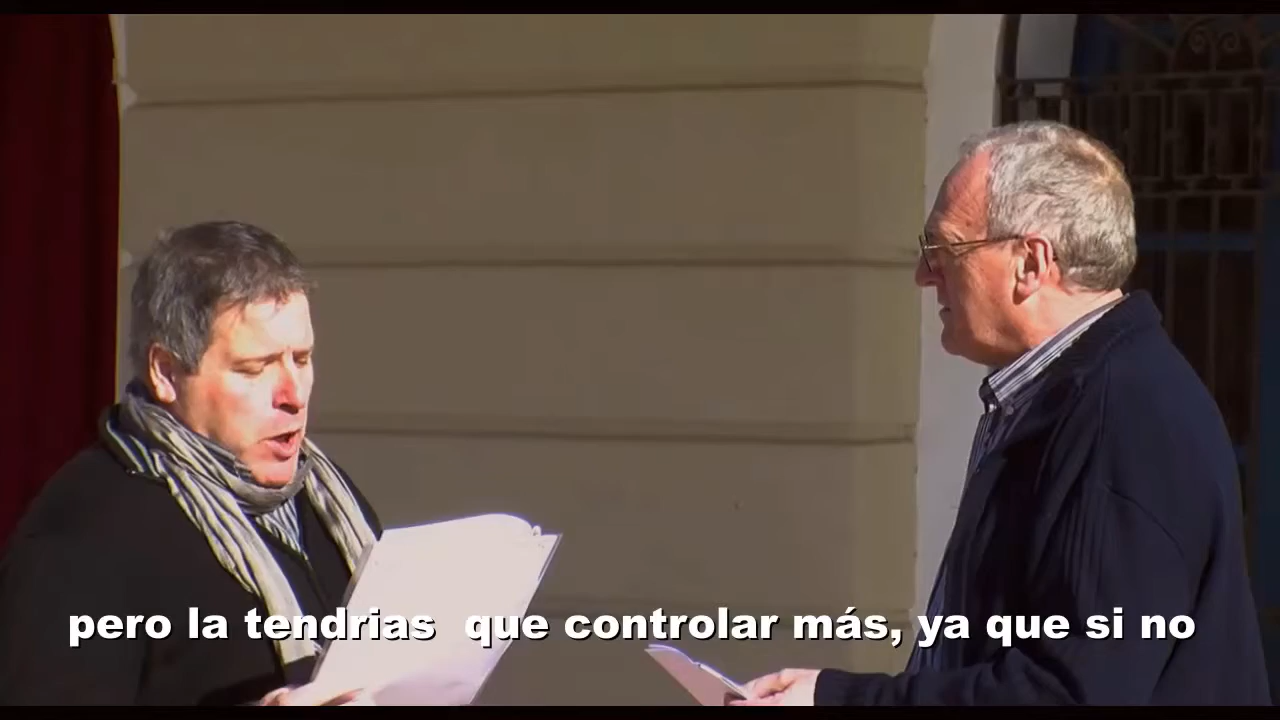 pero la tendrias  que controlar más, ya que si no